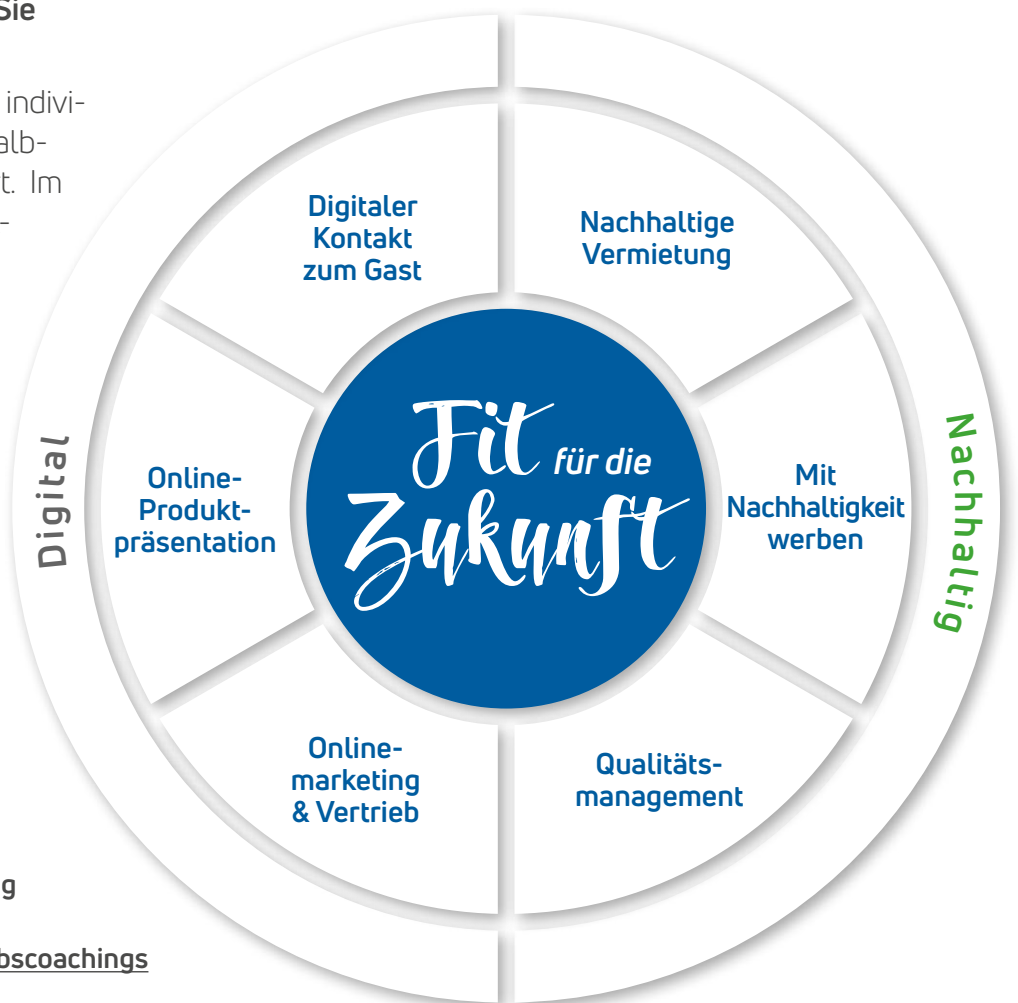 Sie
indivi-
alb-
t. Im
-
Digitaler
Kontakt
zum Gast
Nachhaltige
Vermietung
Digital
Online-
Produkt-
präsentation
Fit für die
Zukunft
Mit
Nachhaltigkeit
werben
Nachhaltig
Online-
marketing
& Vertrieb
Qualitäts-
management
g
bscoachings